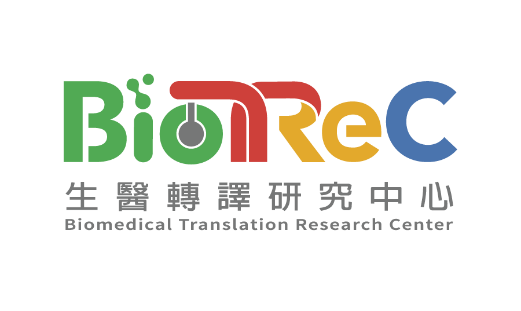 BioTReC
生醫轉譯研究中心
Biomedical Translation Research Center